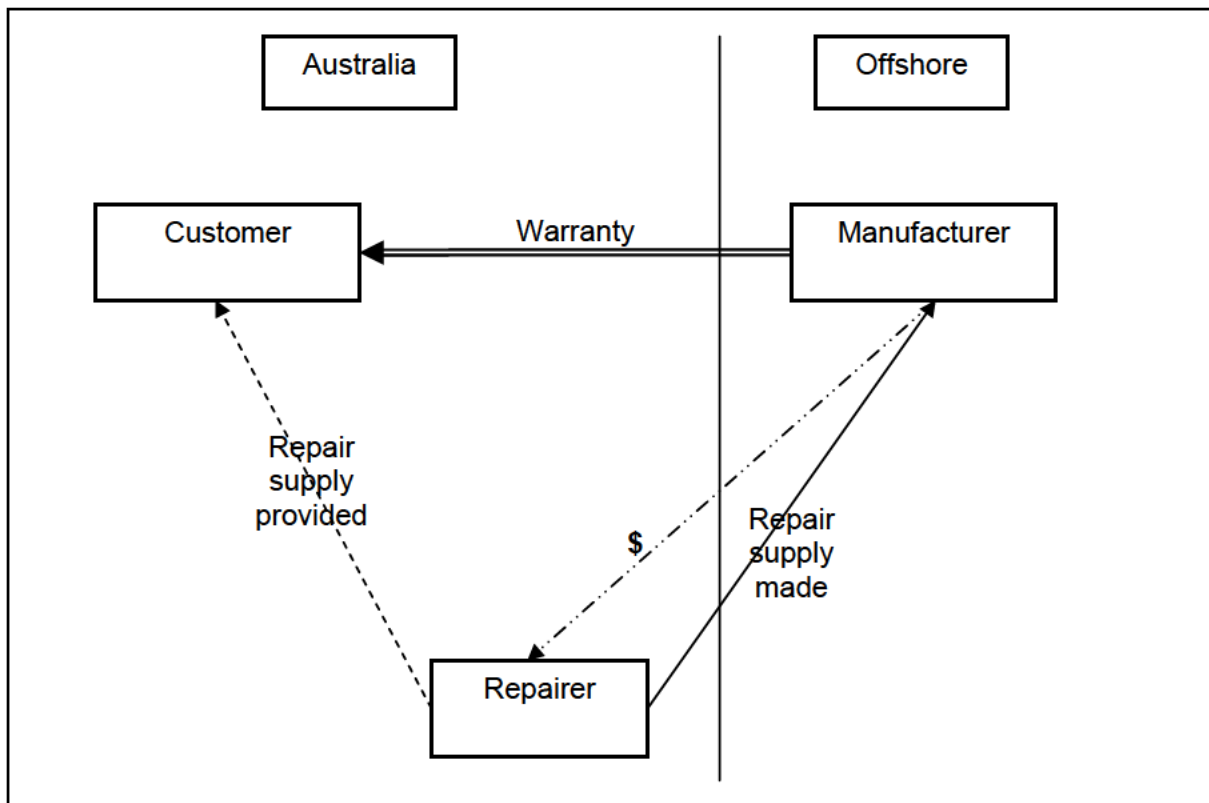 Australia
Offshore
Customer
Warranty
Manufacturer
Repair
supply
provided
$
Repair
supply
made
Repairer